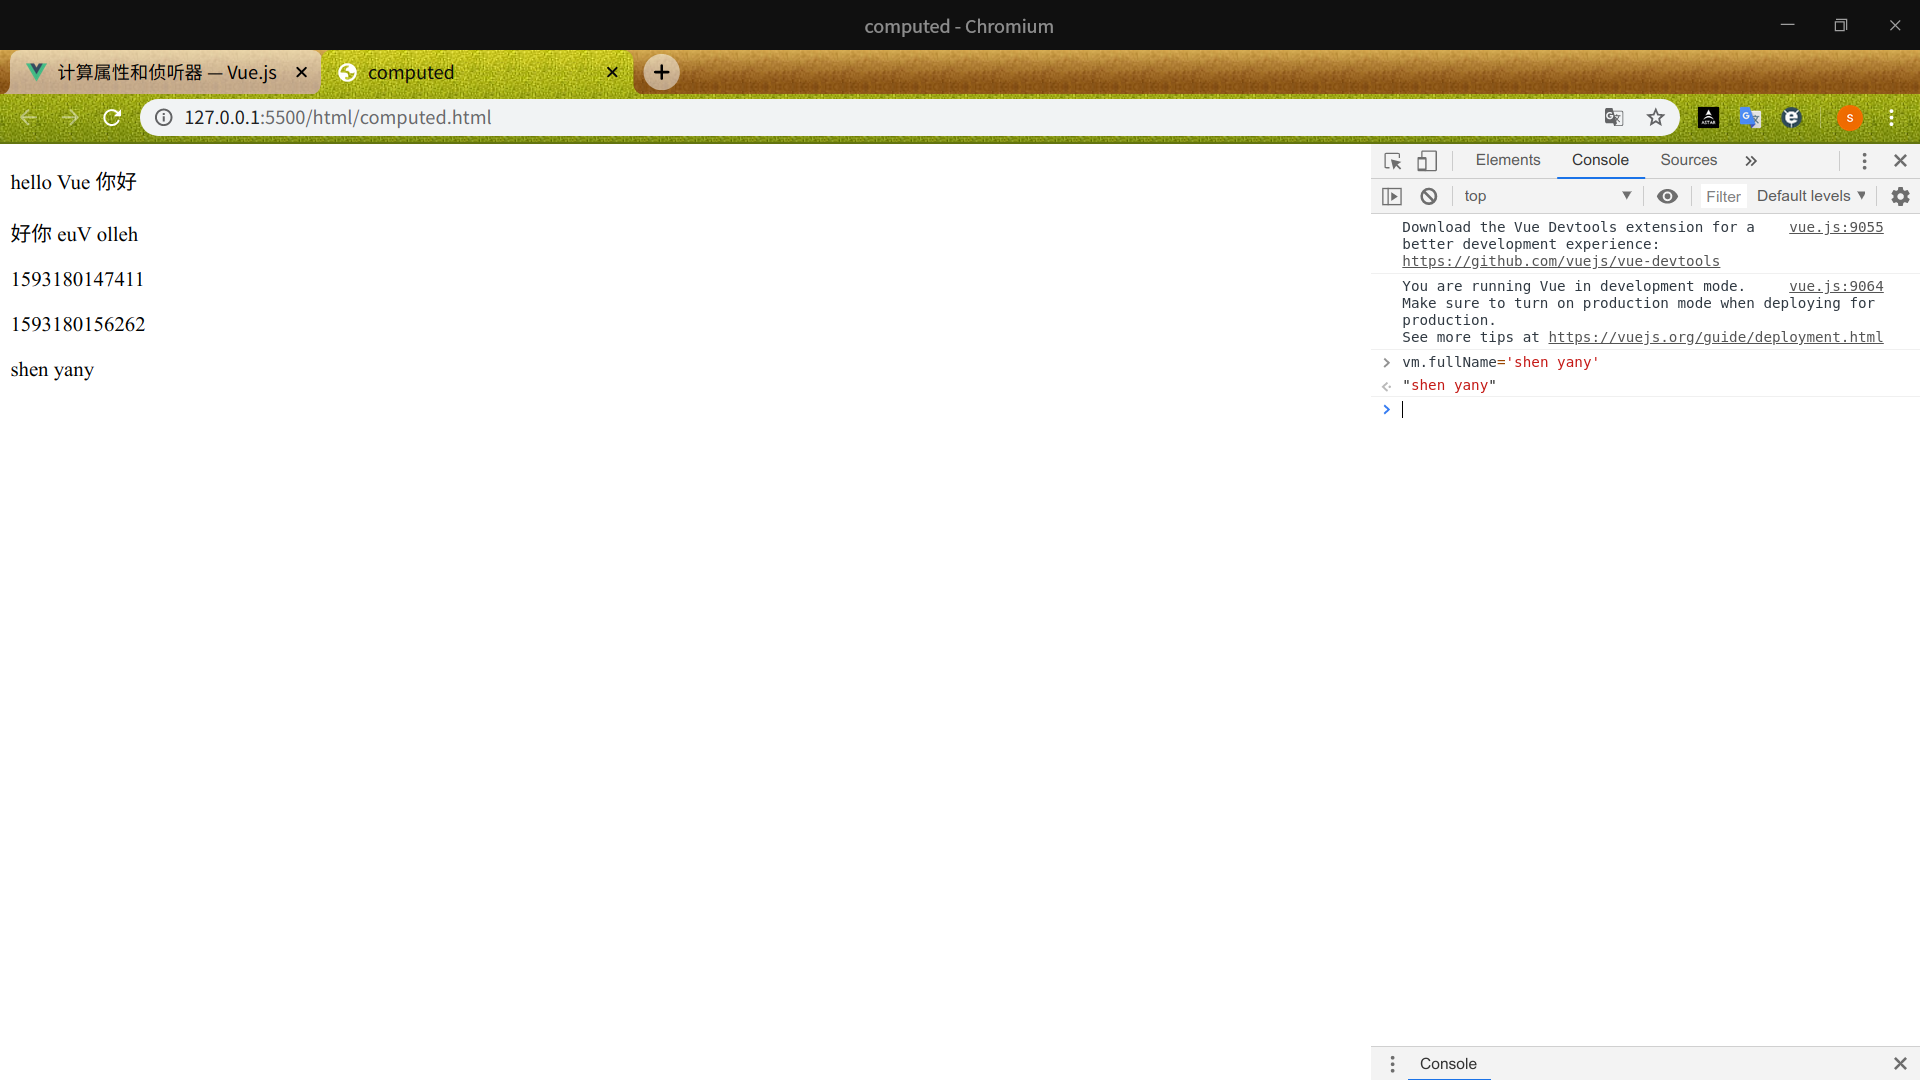 computed - Chromium
计算属性和侦听器 — Vue.js
computed
127.0.0.1:5500/html/computed.html
S
hello Vue 你好
好你 euV olleh
1593180147411
1593180156262
shen yany
Elements Console Sources »
top Filter Default levels
Download the Vue Devtools extension for a vue.js:9055
better development experience:
https://github.com/vuejs/vue-devtools
You are running Vue in development mode. vue.js:9064
Make sure to turn on production mode when deploying for
production.
See more tips at https://vuejs.org/guide/deployment.html
> vm.fullName='shen yany'
"shen yany"
>
Console